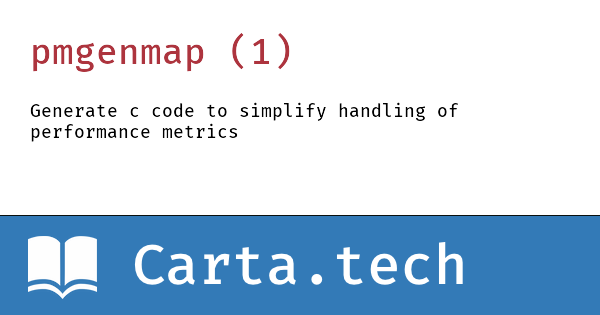 pmgenmap (1)
Generate c code to simplify handling of
performance metrics
Carta.tech